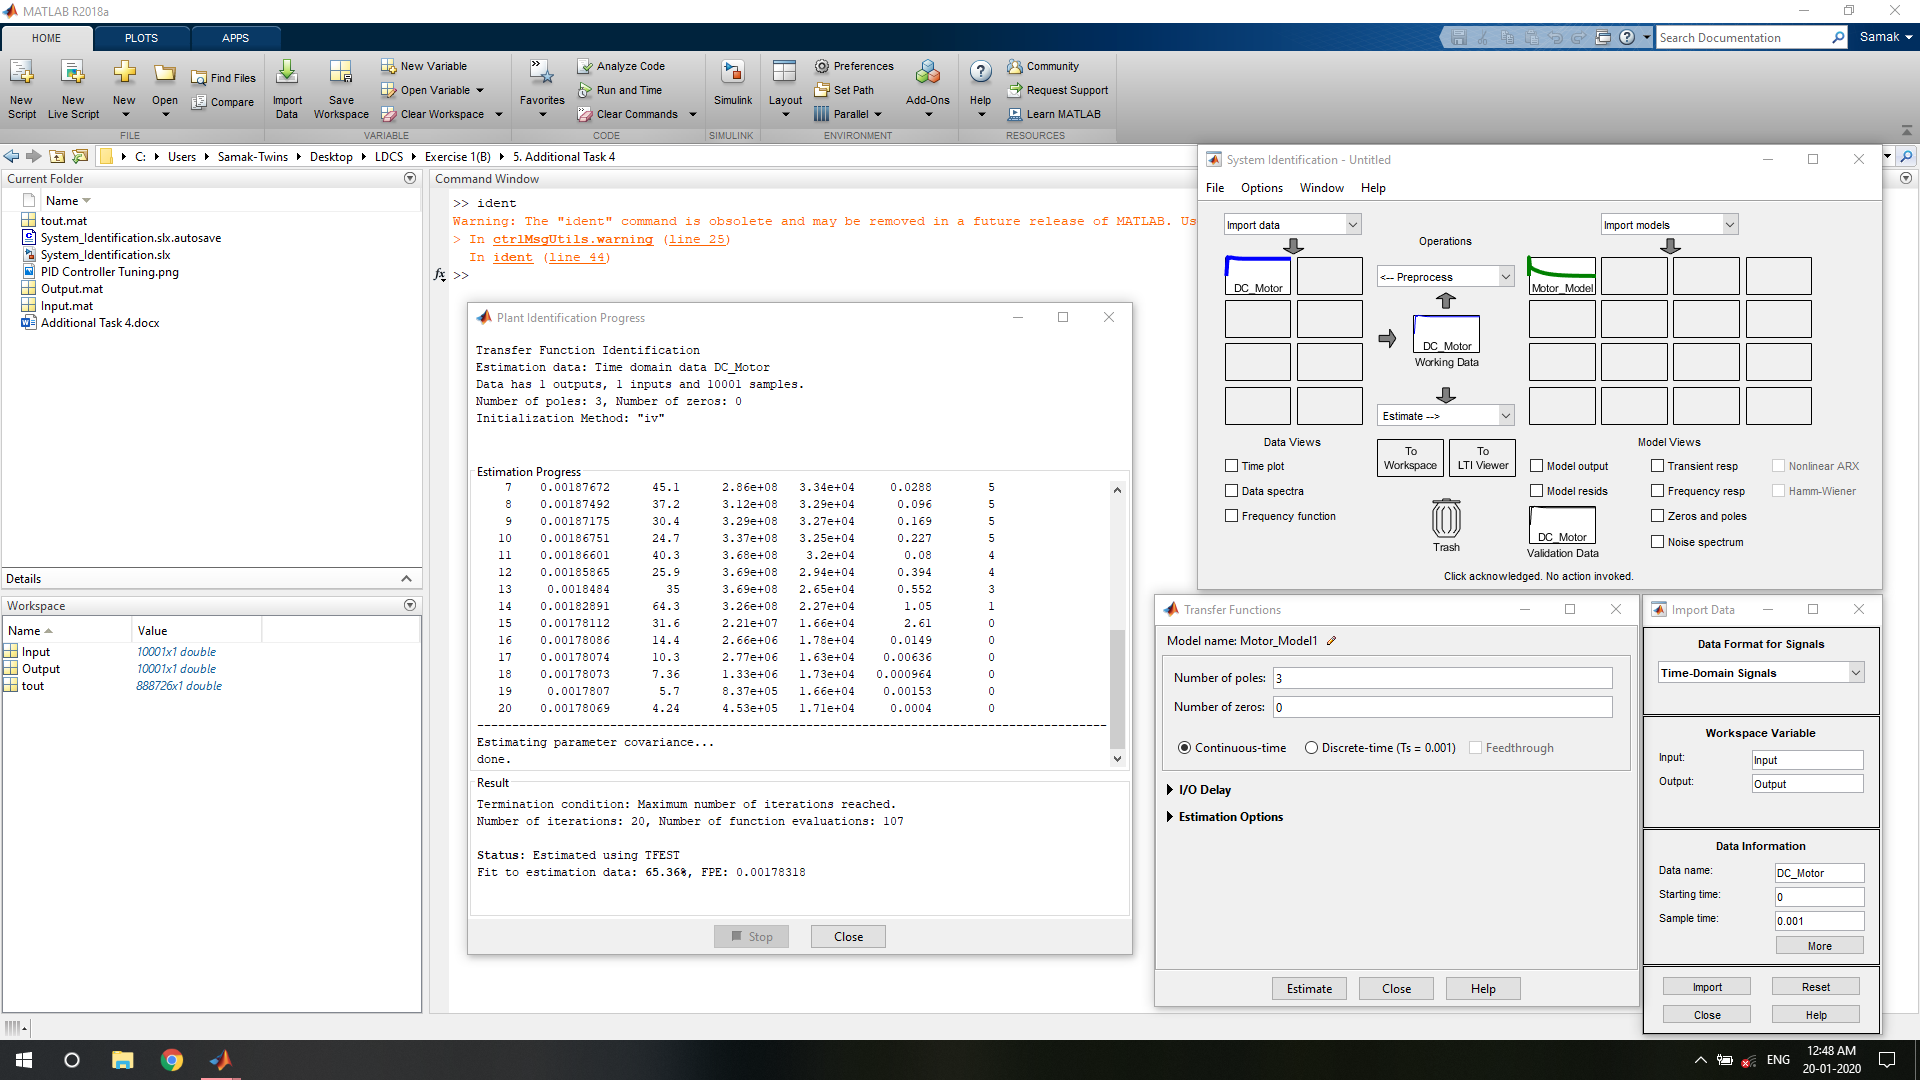 MATLAB R2018a
HOME
PLOTS
APPS
Search Documentation
Samak
New Script
New Live Script
New
Open
Find Files
Compare
Import Data
Save Workspace
New Variable
Open Variable
Clear Workspace
Favorites
Analyze Code
Run and Time
Clear Commands
Simulink
Layout
Preferences
Set Path
Parallel
Add-Ons
Help
Community
Request Support
Learn MATLAB
FILE
VARIABLE
CODE
SIMULINK
ENVIRONMENT
RESOURCES
C: Users Samak-Twins Desktop LDCS Exercise 1(B) 5. Additional Task 4
Current Folder
Name
tout.mat
System_Identification.slx.autosave
System_Identification.slx
PID Controller Tuning.png
Output.mat
Input.mat
Additional Task 4.docx
Details
Workspace
Name Value
Input 10001x1 double
Output 10001x1 double
tout 888726x1 double
Command Window
>> ident
Warning: The "ident" command is obsolete and may be removed in a future release of MATLAB. Us
> In ctrlMsgUtils.warning (line 25)
In ident (line 44)
fx >>
Plant Identification Progress
Transfer Function Identification
Estimation data: Time domain data DC_Motor
Data has 1 outputs, 1 inputs and 10001 samples.
Number of poles: 3, Number of zeros: 0
Initialization Method: "iv"
Estimation Progress
7 0.00187672 45.1 2.86e+08 3.34e+04 0.0288 5
8 0.00187492 37.2 3.12e+08 3.29e+04 0.096 5
9 0.00187175 30.4 3.29e+08 3.27e+04 0.169 5
10 0.00186751 24.7 3.37e+08 3.25e+04 0.227 5
11 0.00186601 40.3 3.68e+08 3.2e+04 0.08 4
12 0.00185865 25.9 3.69e+08 2.94e+04 0.394 4
13 0.0018484 35 3.69e+08 2.65e+04 0.552 3
14 0.00182891 64.3 3.26e+08 2.27e+04 1.05 1
15 0.00178112 31.6 2.21e+07 1.66e+04 2.61 0
16 0.00178086 14.4 2.66e+06 1.78e+04 0.0149 0
17 0.00178074 10.3 2.77e+06 1.63e+04 0.00636 0
18 0.00178073 7.36 1.33e+06 1.73e+04 0.000964 0
19 0.0017807 5.7 8.37e+05 1.66e+04 0.00153 0
20 0.00178069 4.24 4.53e+05 1.71e+04 0.0004 0
------------------------------------------------------------------------------------------
Estimating parameter covariance...
done.
Result
Termination condition: Maximum number of iterations reached.
Number of iterations: 20, Number of function evaluations: 107
Status: Estimated using TFEST
Fit to estimation data: 65.36%, FPE: 0.00178318
Stop
Close
System Identification - Untitled
File Options Window Help
Import data
Operations
Import models
DC_Motor
<-- Preprocess
Motor_Model
DC_Motor
Working Data
Estimate -->
Data Views
Time plot
Data spectra
Frequency function
To Workspace
To LTI Viewer
Trash
Model Views
Model output
Model resids
DC_Motor
Validation Data
Transient resp
Frequency resp
Zeros and poles
Noise spectrum
Nonlinear ARX
Hamm-Wiener
Click acknowledged. No action invoked.
Transfer Functions
Model name: Motor_Model1
Number of poles: 3
Number of zeros: 0
Continuous-time Discrete-time (Ts = 0.001) Feedthrough
I/O Delay
Estimation Options
Estimate Close Help
Import Data
Data Format for Signals
Time-Domain Signals
Workspace Variable
Input: Input
Output: Output
Data Information
Data name: DC_Motor
Starting time: 0
Sample time: 0.001
More
Import Reset
Close Help
ENG
12:48 AM
20-01-2020